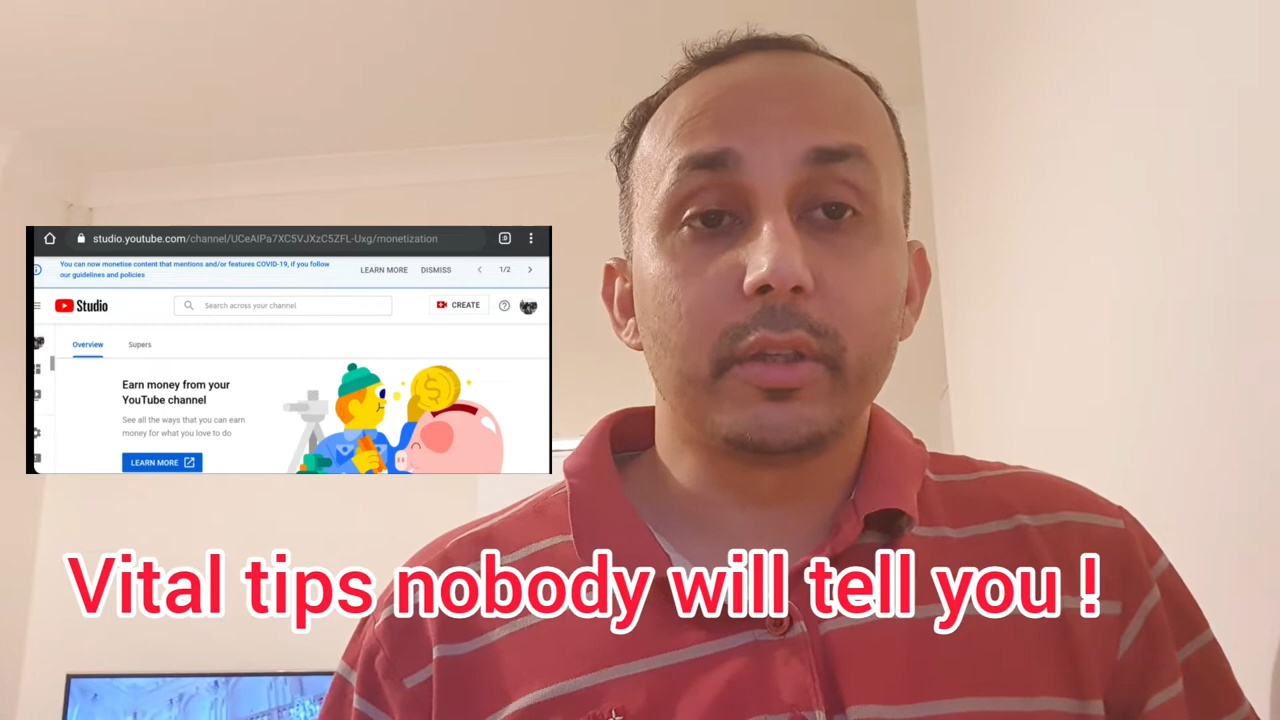 studio.youtube.com/channel/UCeAIPa7XC5VJXzC5ZFL-Uxg/monetization
You can now monetise content that mentions and/or features COVID-19, if you follow
our guidelines and policies
LEARN MORE
DISMISS
1/2
Studio
Search across your channel
CREATE
Overview
Supers
Earn money from your
YouTube channel
See all the ways that you can earn
money for what you love to do
LEARN MORE
Vital tips nobody will tell you !